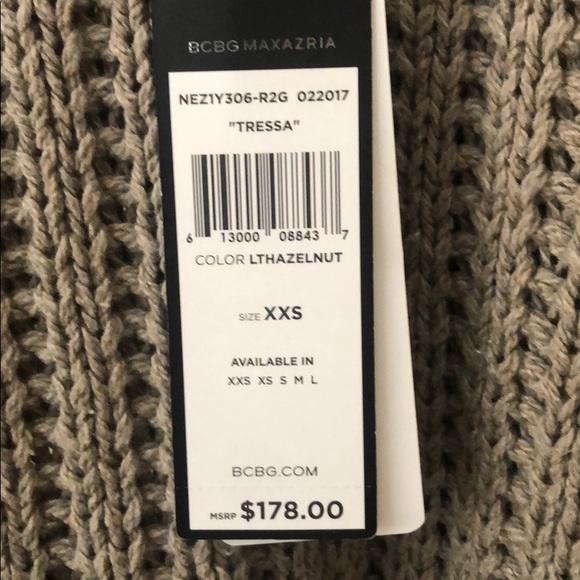 BCBGMAXAZRIA
NEZ1Y306-R2G 022017
"TRESSA"
6 13000 08843 7
COLOR LTHAZELNUT
SIZE XXS
AVAILABLE IN
XXS XS S M L
BCBG.COM
MSRP $178.00